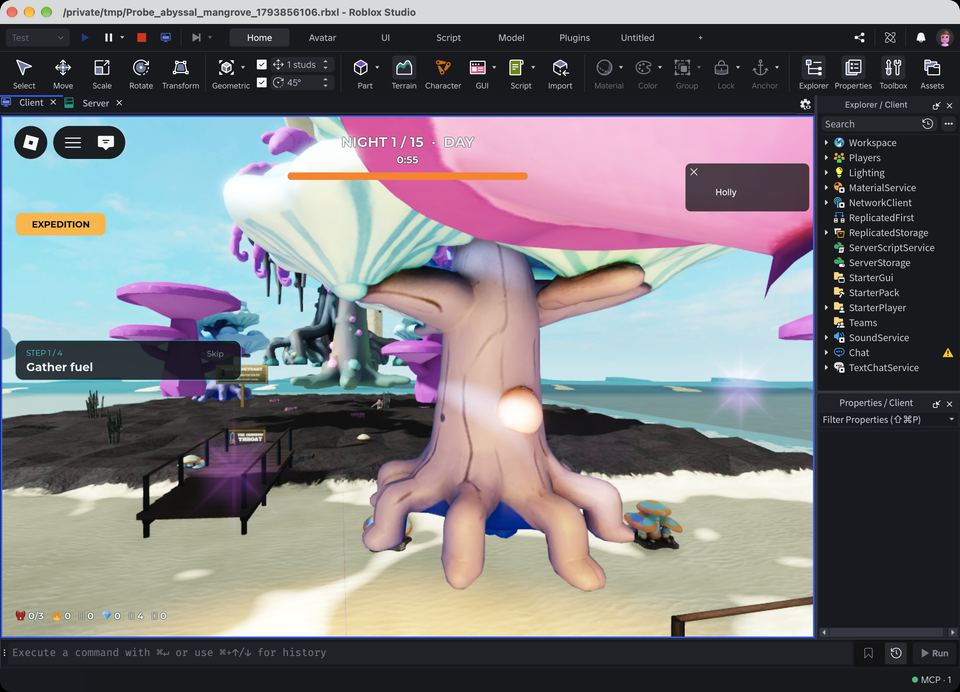 /private/tmp/Probe_abyssal_mangrove_1793856106.rbxl - Roblox Studio
Test
Home
Avatar
UI
Script
Model
Plugins
Untitled
+
Select
Move
Scale
Rotate
Transform
Geometric
1 studs
45°
Part
Terrain
Character
GUI
Script
Import
Material
Color
Group
Lock
Anchor
Explorer
Properties
Toolbox
Assets
Client
Server
NIGHT 1 / 15 · DAY
0:55
Holly
EXPEDITION
STEP 1 / 4
Skip
Gather fuel
THROAT
0/3
0
0
0
4
0
Explorer / Client
Search
Workspace
Players
Lighting
MaterialService
NetworkClient
ReplicatedFirst
ReplicatedStorage
ServerScriptService
ServerStorage
StarterGui
StarterPack
StarterPlayer
Teams
SoundService
Chat
TextChatService
Properties / Client
Filter Properties (⇧⌘P)
Execute a command with ⌘↵ or use ⌘+↑/↓ for history
Run
MCP · 1